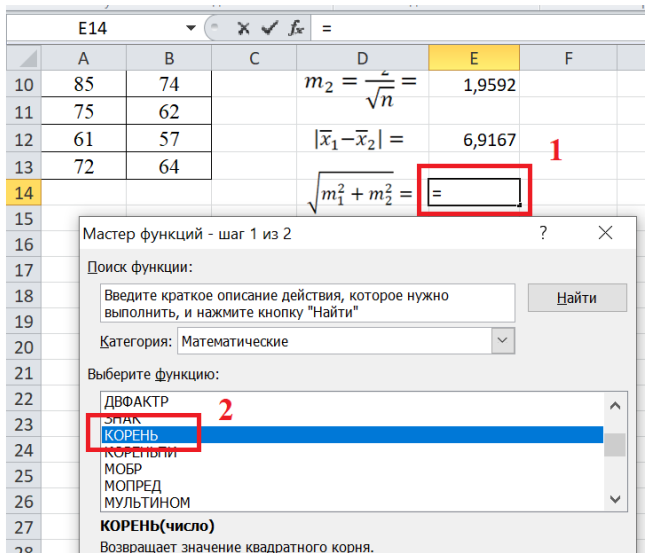 E14 fx =
A B C D E F
10 85 74 m₂ = 2/√n = 1,9592
11 75 62
12 61 57 |x̅₁−x̅₂| = 6,9167
1
13 72 64
14 √(m₁² + m₂²) = =
15
16 Мастер функций - шаг 1 из 2 ? ×
17 Поиск функции:
18 Введите краткое описание действия, которое нужно
выполнить, и нажмите кнопку "Найти" Найти
19
20 Категория: Математические
21 Выберите функцию:
22 ДВФАКТР
2
23 ЗНАК
КОРЕНЬ
24 КОРЕНЬПИ
25 МОБР
МОПРЕД
26 МУЛЬТИНОМ
27 КОРЕНЬ(число)
28 Возвращает значение квадратного корня.